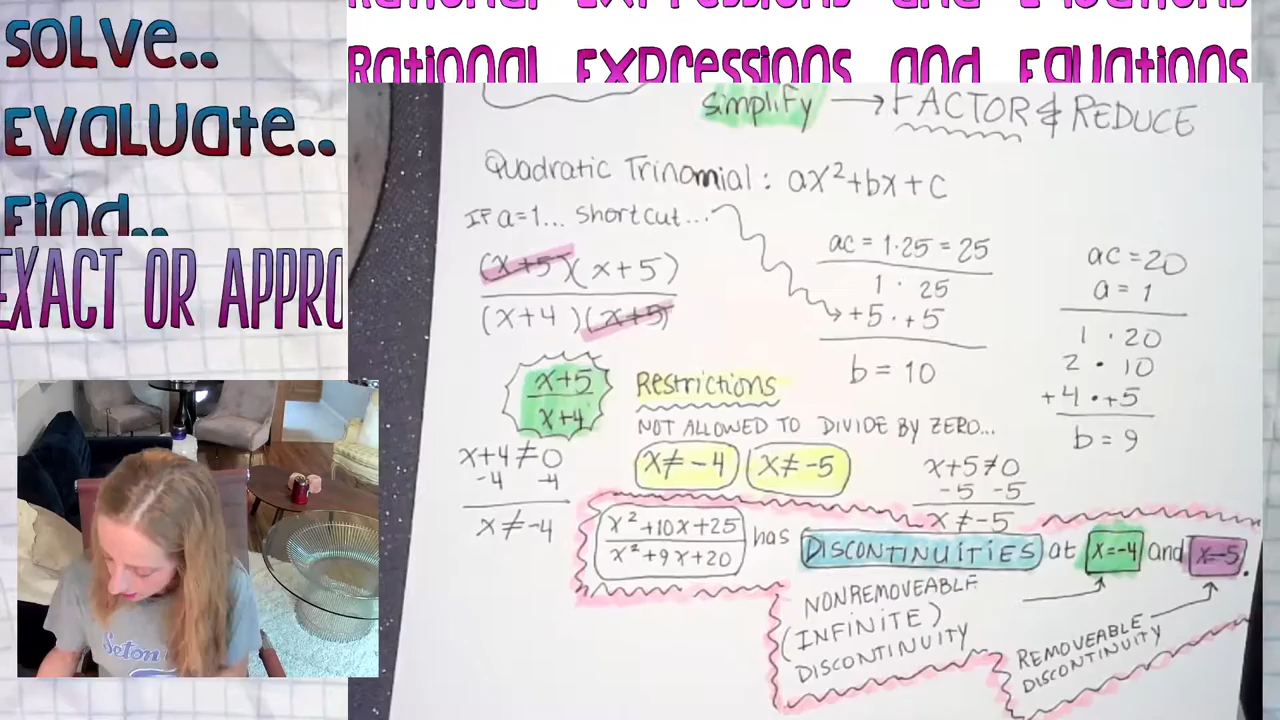 SOLVE..
EVALUATE..
FIND..
EXACT OR APPRO
Rational Expressions and Equations
Rational Expressions and Equations
simplify → FACTOR & REDUCE
Quadratic Trinomial : ax²+bx+c
IF a=1... shortcut...
(x+5)(x+5)
(x+4)(x+5)
ac = 1·25 = 25
1 · 25
+5 · +5
b = 10
ac = 20
a = 1
1 · 20
2 · 10
+4 · +5
b = 9
x+5
x+4
Restrictions
NOT ALLOWED TO DIVIDE BY ZERO...
x≠-4 x≠-5
x+4≠0
-4 -4
x≠-4
x+5≠0
-5 -5
x≠-5
x²+10x+25
x²+9x+20
has DISCONTINUITIES at x=-4 and x=-5.
NONREMOVEABLE
(INFINITE)
DISCONTINUITY
REMOVEABLE
DISCONTINUITY
Seton